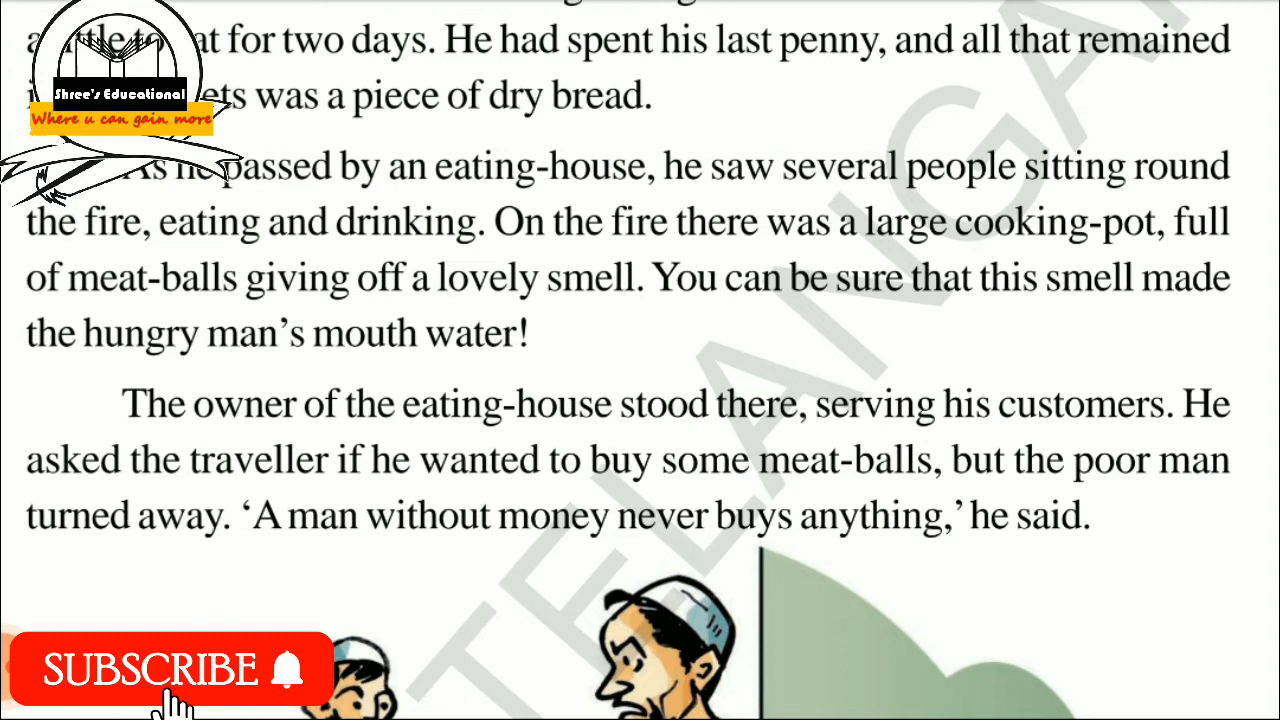 at for two days. He had spent his last penny, and all that remained
Shree's Educational
was a piece of dry bread.
Where u can gain more
passed by an eating-house, he saw several people sitting round
the fire, eating and drinking. On the fire there was a large cooking-pot, full
of meat-balls giving off a lovely smell. You can be sure that this smell made
the hungry man’s mouth water!
The owner of the eating-house stood there, serving his customers. He
asked the traveller if he wanted to buy some meat-balls, but the poor man
turned away. ‘A man without money never buys anything,’ he said.
SUBSCRIBE